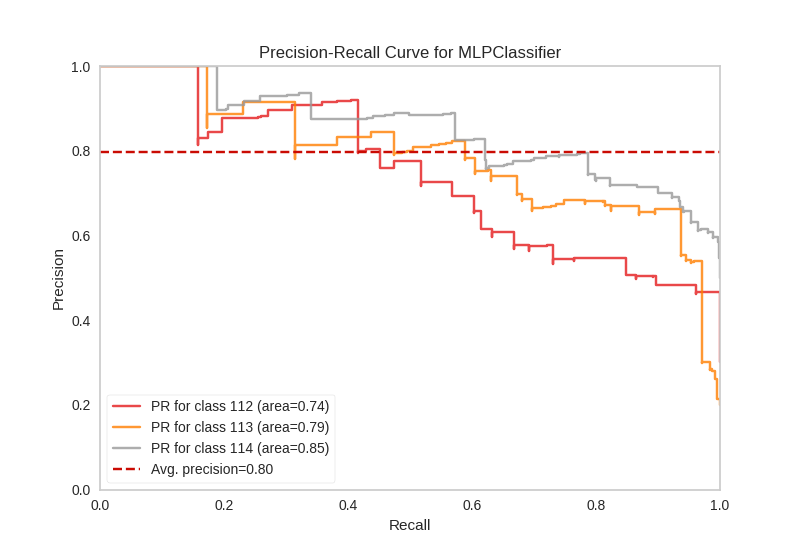 Precision-Recall Curve for MLPClassifier
1.0
0.8
0.6
0.4
0.2
0.0
Precision
PR for class 112 (area=0.74)
PR for class 113 (area=0.79)
PR for class 114 (area=0.85)
Avg. precision=0.80
0.0 0.2 0.4 0.6 0.8 1.0
Recall